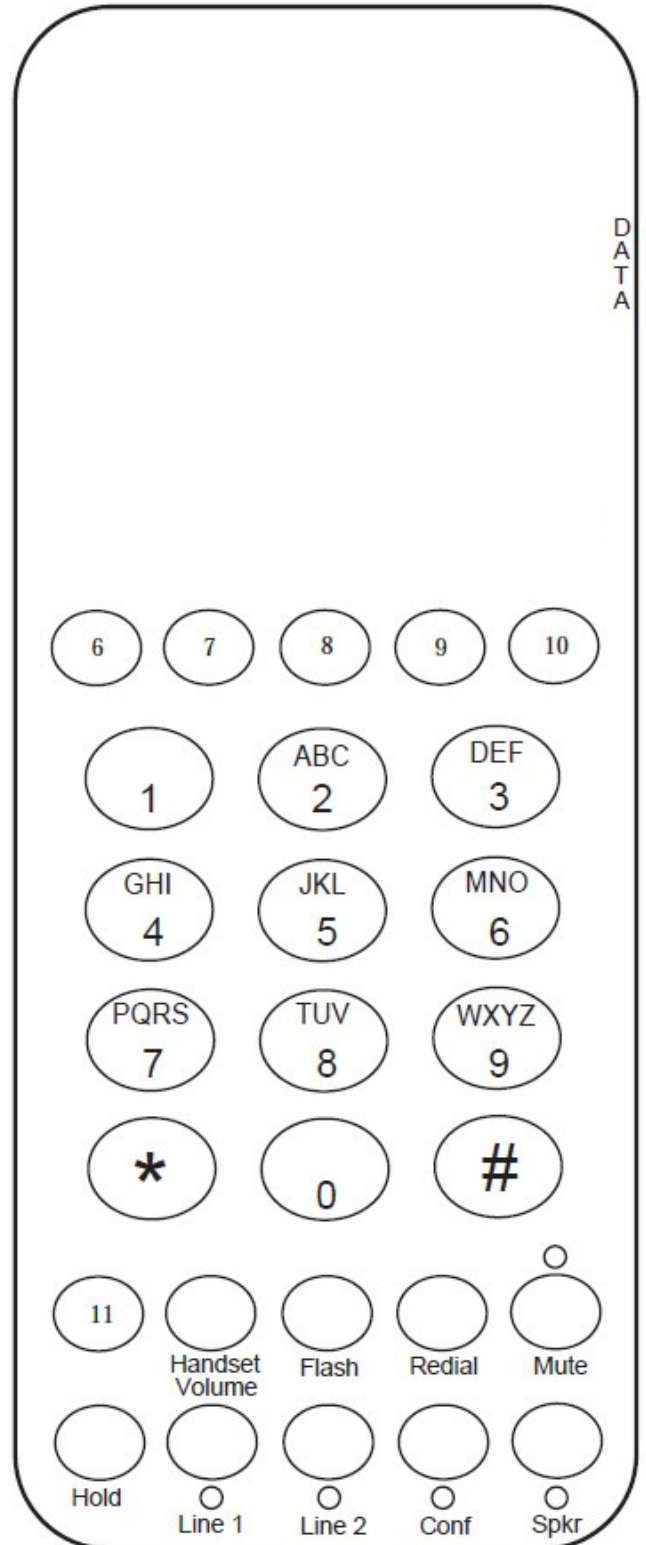 D
A
T
A
6 7 8 9 10
ABC DEF
1 2 3
GHI JKL MNO
4 5 6
PQRS TUV WXYZ
7 8 9
* 0 #
11
Handset Flash Redial Mute
Volume
Hold Line 1 Line 2 Conf Spkr